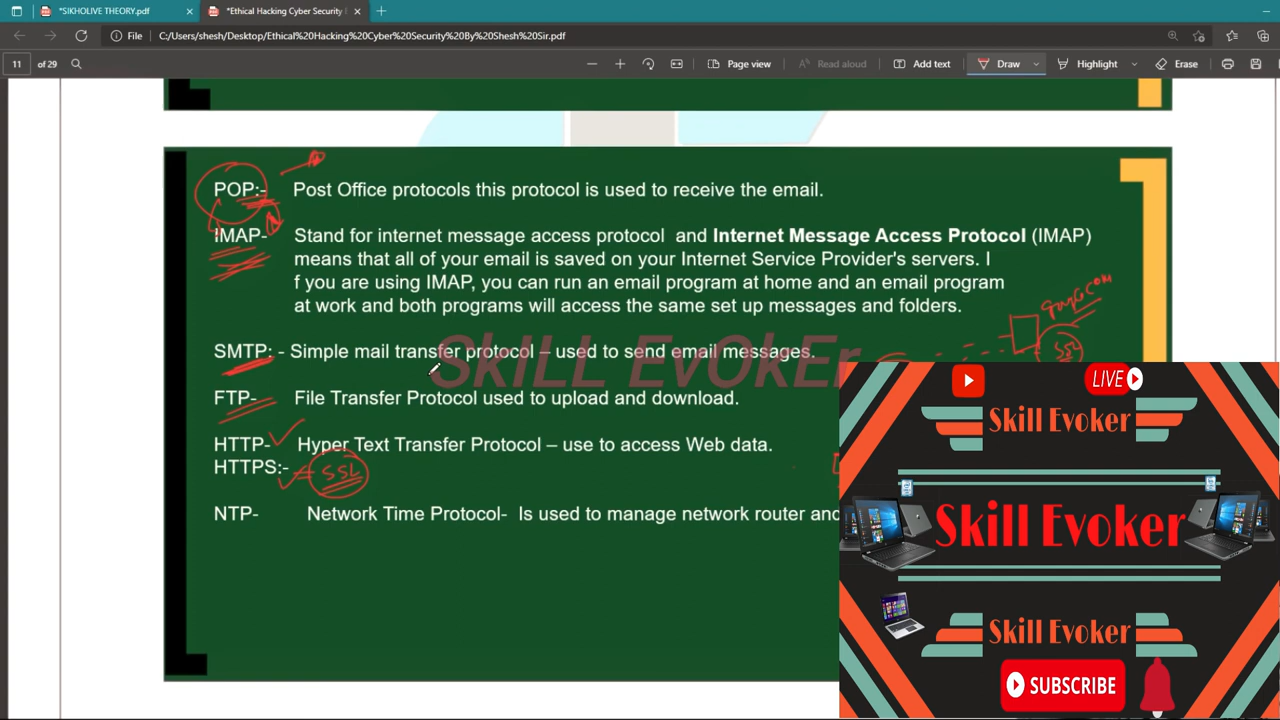 *SIKHOLIVE THEORY.pdf
*Ethical Hacking Cyber Security
File
C:/Users/shesh/Desktop/Ethical%20Hacking%20Cyber%20Security%20By%20Shesh%20Sir.pdf
11
of 29
Page view
Read aloud
Add text
Draw
Highlight
Erase
POP:- Post Office protocols this protocol is used to receive the email.
IMAP- Stand for internet message access protocol and Internet Message Access Protocol (IMAP)
means that all of your email is saved on your Internet Service Provider's servers. I
f you are using IMAP, you can run an email program at home and an email program
at work and both programs will access the same set up messages and folders.
SSL
SMTP: - Simple mail transfer protocol – used to send email messages.
SKILL EVOKEr
FTP- File Transfer Protocol used to upload and download.
HTTP- Hyper Text Transfer Protocol – use to access Web data.
HTTPS:- SSL
NTP- Network Time Protocol- Is used to manage network router and
LIVE
Skill Evoker
Skill Evoker
Skill Evoker
SUBSCRIBE